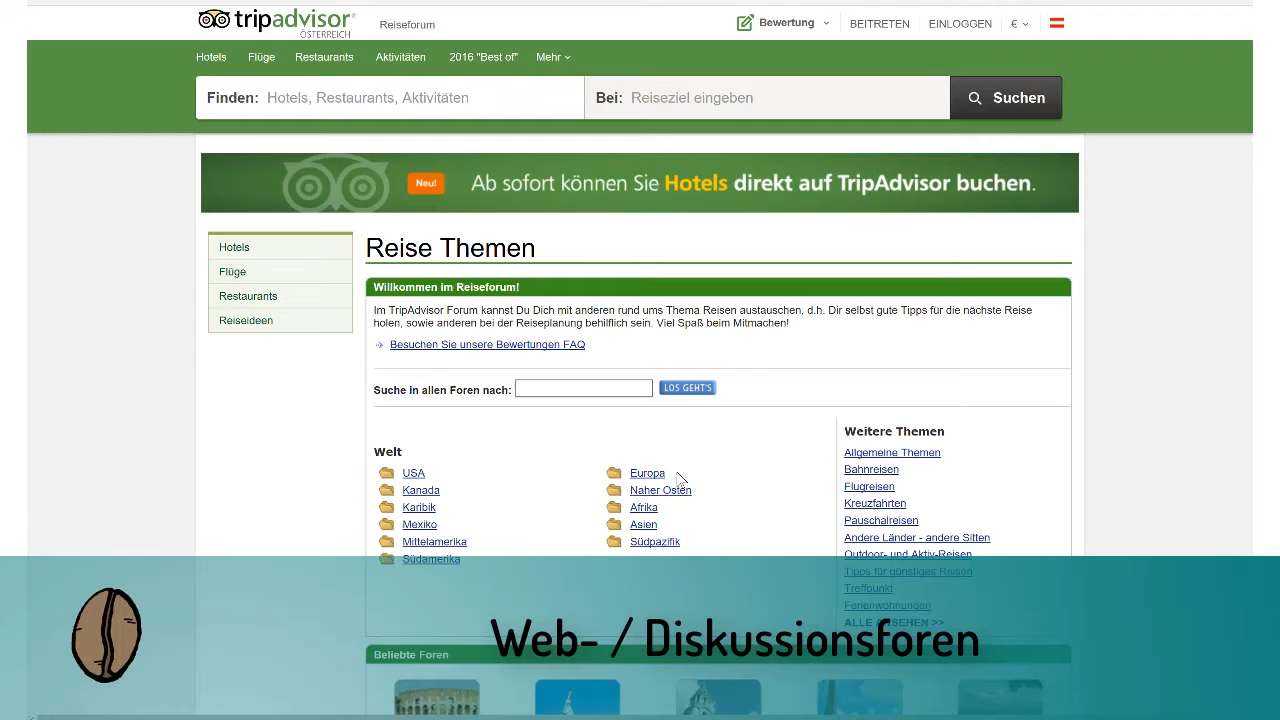 tripadvisor®
ÖSTERREICH
Reiseforum
Bewertung
BEITRETEN
EINLOGGEN
€
Hotels
Flüge
Restaurants
Aktivitäten
2016 "Best of"
Mehr
Finden: Hotels, Restaurants, Aktivitäten
Bei: Reiseziel eingeben
Suchen
Neu! Ab sofort können Sie Hotels direkt auf TripAdvisor buchen.
Hotels
Flüge
Restaurants
Reiseideen
Reise Themen
Willkommen im Reiseforum!
Im TripAdvisor Forum kannst Du Dich mit anderen rund ums Thema Reisen austauschen, d.h. Dir selbst gute Tipps für die nächste Reise
holen, sowie anderen bei der Reiseplanung behilflich sein. Viel Spaß beim Mitmachen!
Besuchen Sie unsere Bewertungen FAQ
Suche in allen Foren nach:
LOS GEHT'S
Welt
USA
Kanada
Karibik
Mexiko
Mittelamerika
Südamerika
Europa
Naher Osten
Afrika
Asien
Südpazifik
Weitere Themen
Allgemeine Themen
Bahnreisen
Flugreisen
Kreuzfahrten
Pauschalreisen
Andere Länder - andere Sitten
Outdoor- und Aktiv-Reisen
Tipps für günstiges Reisen
Treffpunkt
Ferienwohnungen
ALLE ANSEHEN >>
Web- / Diskussionsforen
Beliebte Foren